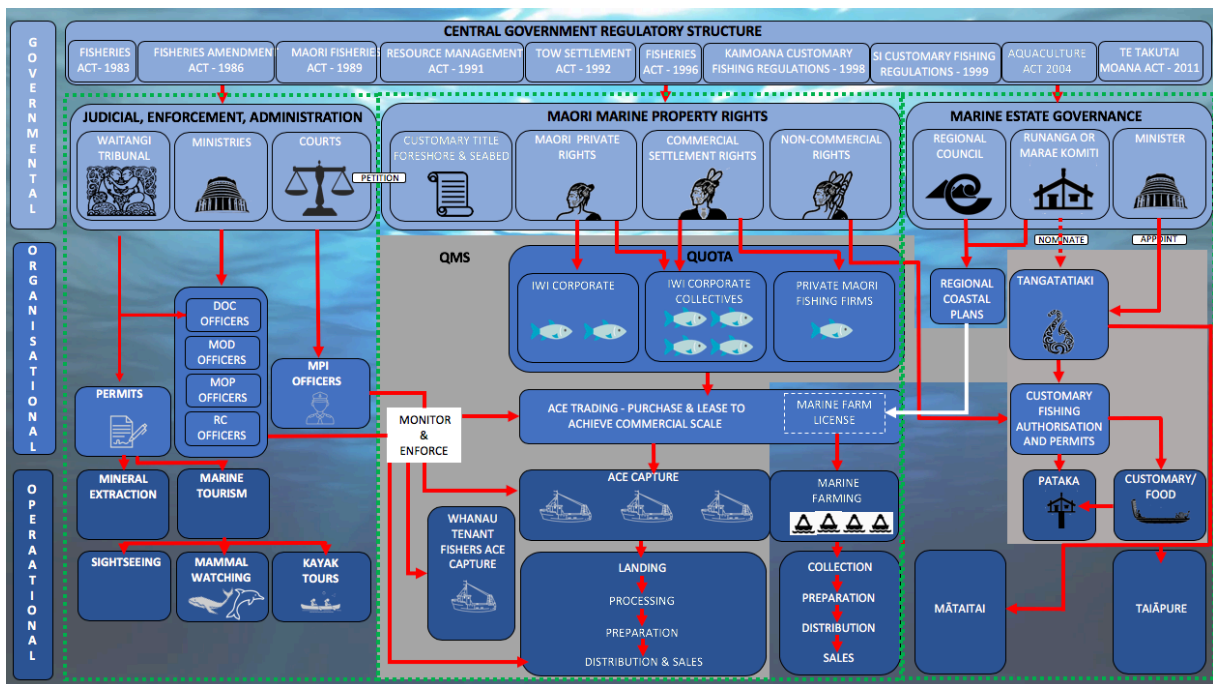 GOVERNMENTAL
CENTRAL GOVERNMENT REGULATORY STRUCTURE
FISHERIES
ACT- 1983
FISHERIES AMENDMENT
ACT - 1986
MAORI FISHERIES
ACT - 1989
RESOURCE MANAGEMENT
ACT - 1991
TOW SETTLEMENT
ACT - 1992
FISHERIES
ACT - 1996
KAIMOANA CUSTOMARY
FISHING REGULATIONS - 1998
SI CUSTOMARY FISHING
REGULATIONS - 1999
AQUACULTURE
ACT 2004
TE TAKUTAI
MOANA ACT - 2011
JUDICIAL, ENFORCEMENT, ADMINISTRATION
WAITANGI
TRIBUNAL
MINISTRIES
COURTS
PETITION
MAORI MARINE PROPERTY RIGHTS
CUSTOMARY TITLE
FORESHORE & SEABED
MAORI PRIVATE
RIGHTS
COMMERCIAL
SETTLEMENT RIGHTS
NON-COMMERCIAL
RIGHTS
MARINE ESTATE GOVERNANCE
REGIONAL
COUNCIL
RUNANGA OR
MARAE KOMITI
MINISTER
NOMINATE
APPOINT
ORGANISATIONAL
DOC
OFFICERS
MOD
OFFICERS
MOP
OFFICERS
RC
OFFICERS
PERMITS
MPI
OFFICERS
QMS
QUOTA
IWI CORPORATE
IWI CORPORATE
COLLECTIVES
PRIVATE MAORI
FISHING FIRMS
REGIONAL
COASTAL
PLANS
TANGATATIAKI
MONITOR
&
ENFORCE
ACE TRADING - PURCHASE & LEASE TO
ACHIEVE COMMERCIAL SCALE
MARINE FARM
LICENSE
CUSTOMARY
FISHING
AUTHORISATION
AND PERMITS
OPERAATIONAL
MINERAL
EXTRACTION
MARINE
TOURISM
SIGHTSEEING
MAMMAL
WATCHING
KAYAK
TOURS
WHANAU
TENANT
FISHERS ACE
CAPTURE
ACE CAPTURE
MARINE
FARMING
PATAKA
CUSTOMARY/
FOOD
LANDING
PROCESSING
PREPARATION
DISTRIBUTION & SALES
COLLECTION
PREPARATION
DISTRIBUTION
SALES
MĀTAITAI
TAIĀPURE